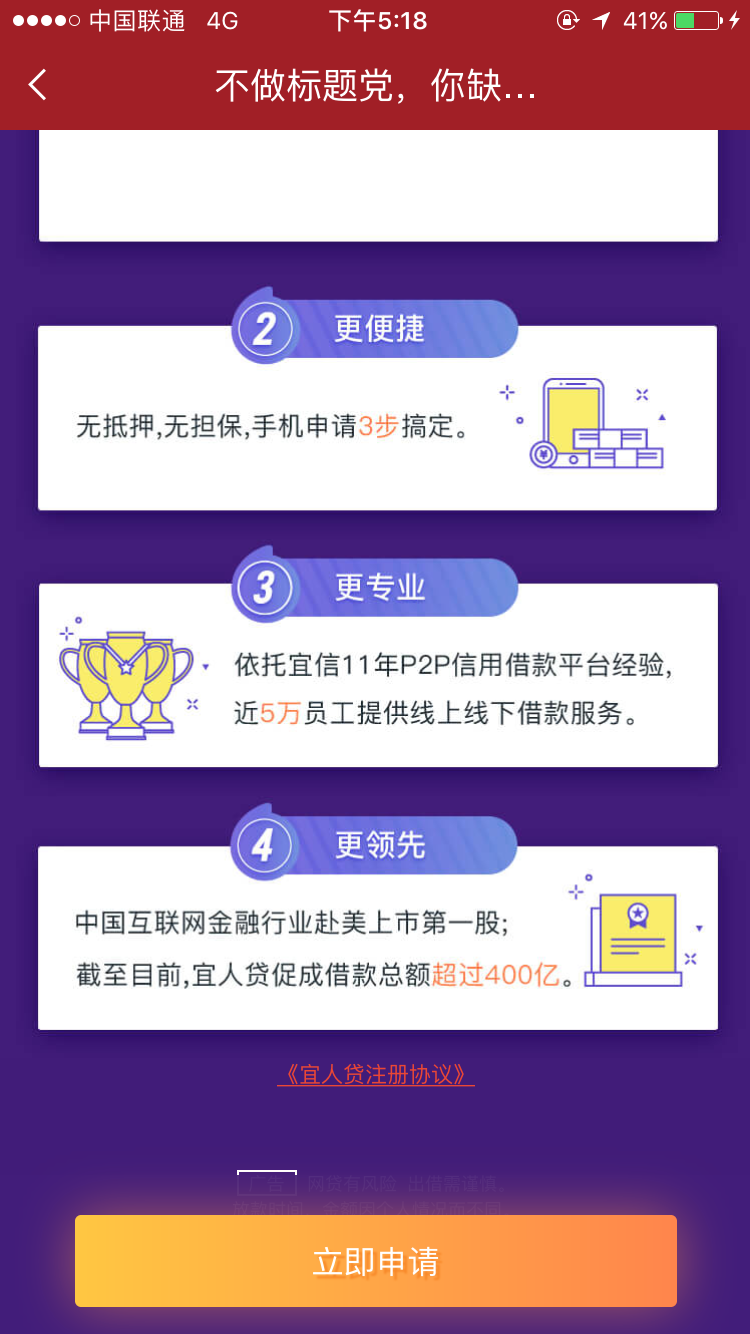 中国联通 4G 下午5:18 41%
不做标题党，你缺...
2 更便捷
无抵押,无担保,手机申请3步搞定。
¥
3 更专业
依托宜信11年P2P信用借款平台经验,
近5万员工提供线上线下借款服务。
4 更领先
中国互联网金融行业赴美上市第一股;
截至目前,宜人贷促成借款总额超过400亿。
《宜人贷注册协议》
广告 网贷有风险 出借需谨慎
立即申请